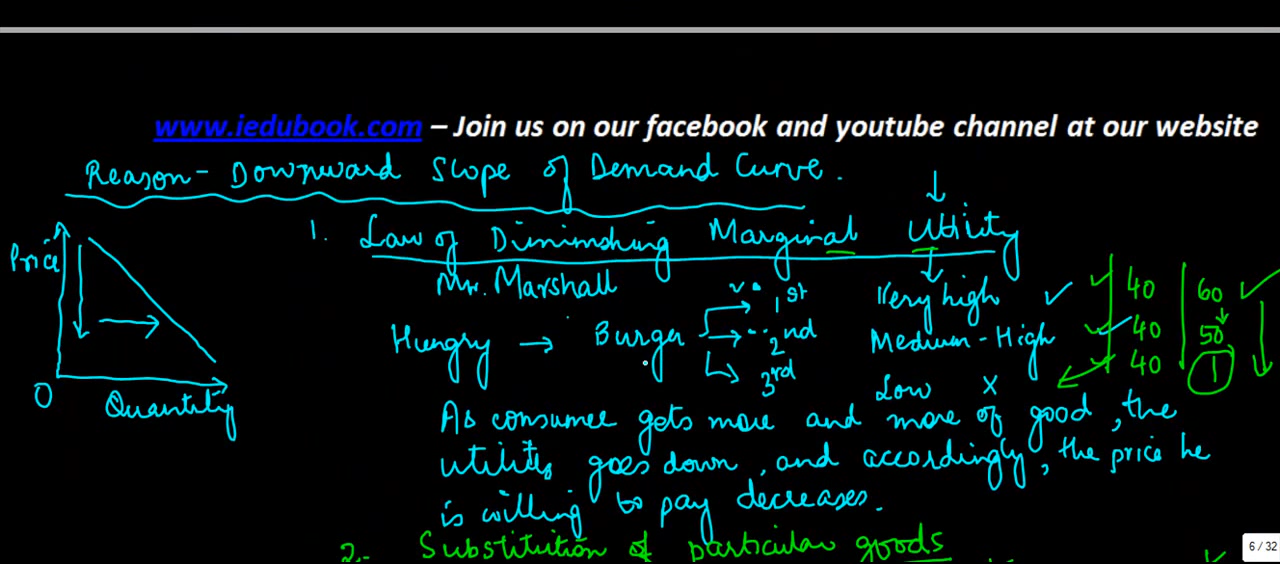 www.iedubook.com – Join us on our facebook and youtube channel at our website
Reason- Downward Slope of Demand Curve.
1. Law of Diminshing Marginal Utility
Mr. Marshall
Price
O
Quantity
Hungry → Burger
1st Very high ✓ ✓ 40 60 ✓
2nd Medium-High ✓ 40 50
3rd Low x ✓ 40 1
As consumer gets more and more of good, the
utility goes down, and accordingly, the price he
is willing to pay decreases.
2.- Substituition of particular goods
6 / 32